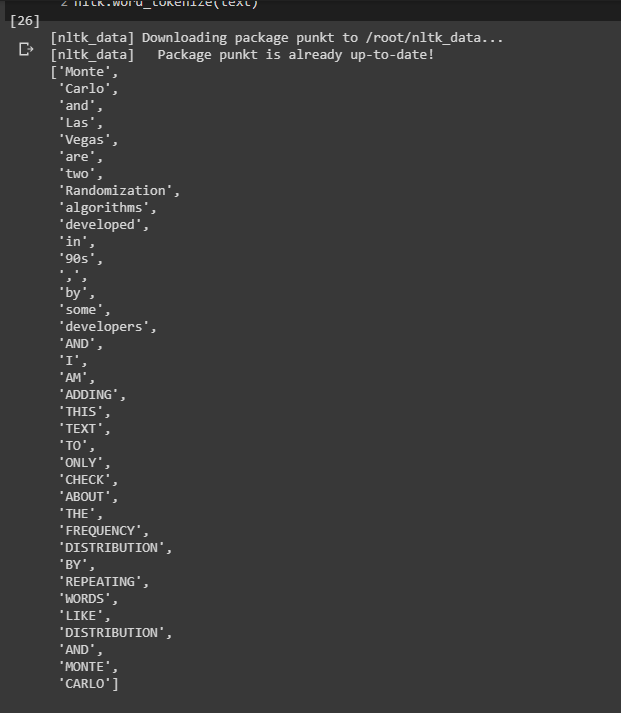 2 nltk.word_tokenize(text)
[26]
[nltk_data] Downloading package punkt to /root/nltk_data...
[nltk_data]   Package punkt is already up-to-date!
['Monte',
 'Carlo',
 'and',
 'Las',
 'Vegas',
 'are',
 'two',
 'Randomization',
 'algorithms',
 'developed',
 'in',
 '90s',
 ',',
 'by',
 'some',
 'developers',
 'AND',
 'I',
 'AM',
 'ADDING',
 'THIS',
 'TEXT',
 'TO',
 'ONLY',
 'CHECK',
 'ABOUT',
 'THE',
 'FREQUENCY',
 'DISTRIBUTION',
 'BY',
 'REPEATING',
 'WORDS',
 'LIKE',
 'DISTRIBUTION',
 'AND',
 'MONTE',
 'CARLO']